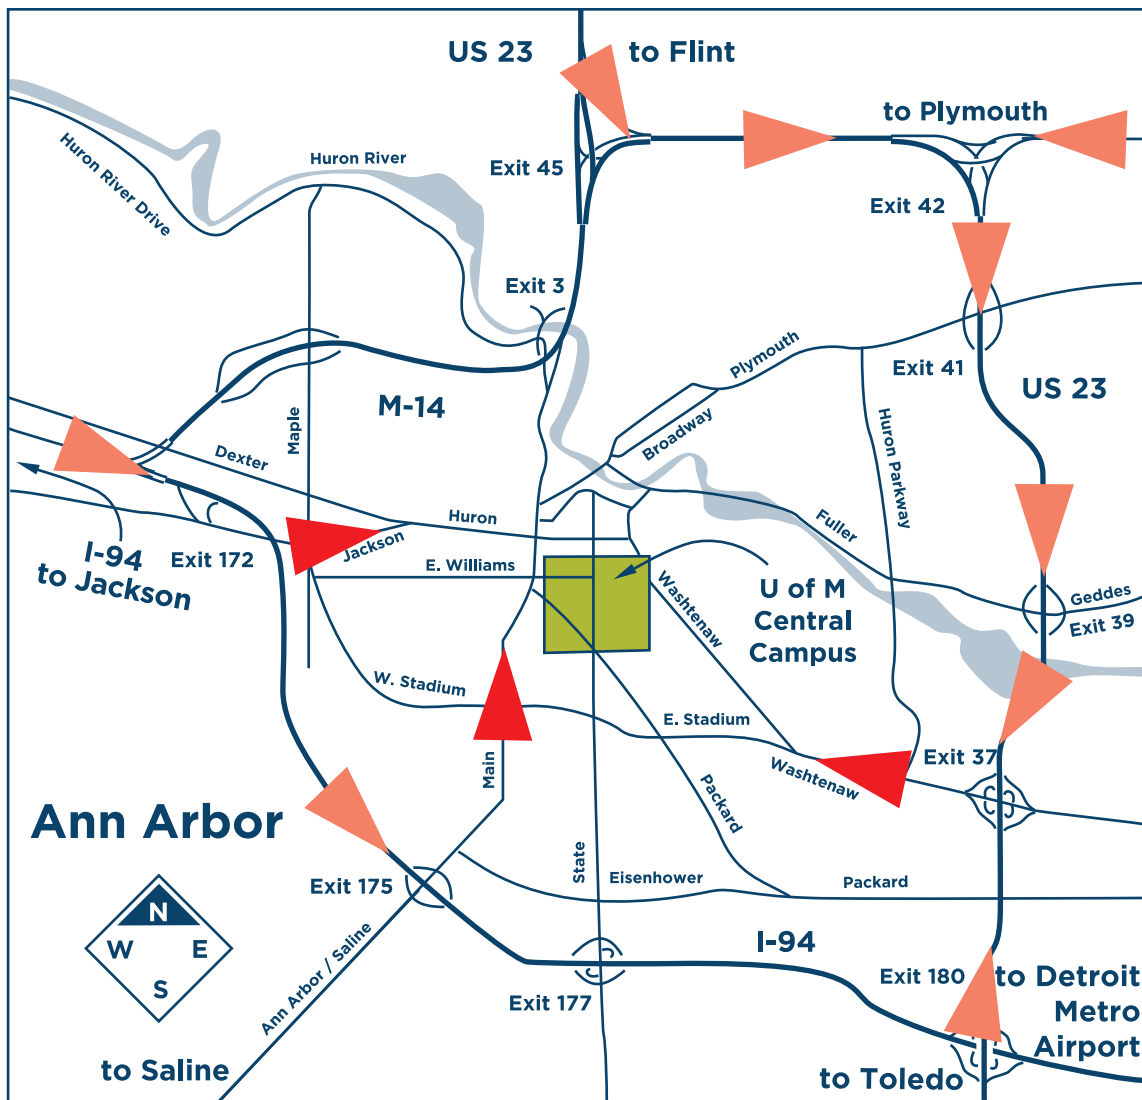 US 23
to Flint
to Plymouth
Huron River
Huron River Drive
Exit 45
Exit 42
Exit 3
Plymouth
Exit 41
US 23
M-14
Maple
Broadway
Huron Parkway
Dexter
Huron
Fuller
Jackson
Exit 172
I-94
to Jackson
E. Williams
Washtenaw
U of M
Central
Campus
Geddes
Exit 39
W. Stadium
E. Stadium
Main
Exit 37
Washtenaw
Packard
Ann Arbor
State
Exit 175
Eisenhower
Packard
N
W E
S
Ann Arbor / Saline
I-94
Exit 177
Exit 180
to Detroit
Metro
Airport
to Saline
to Toledo